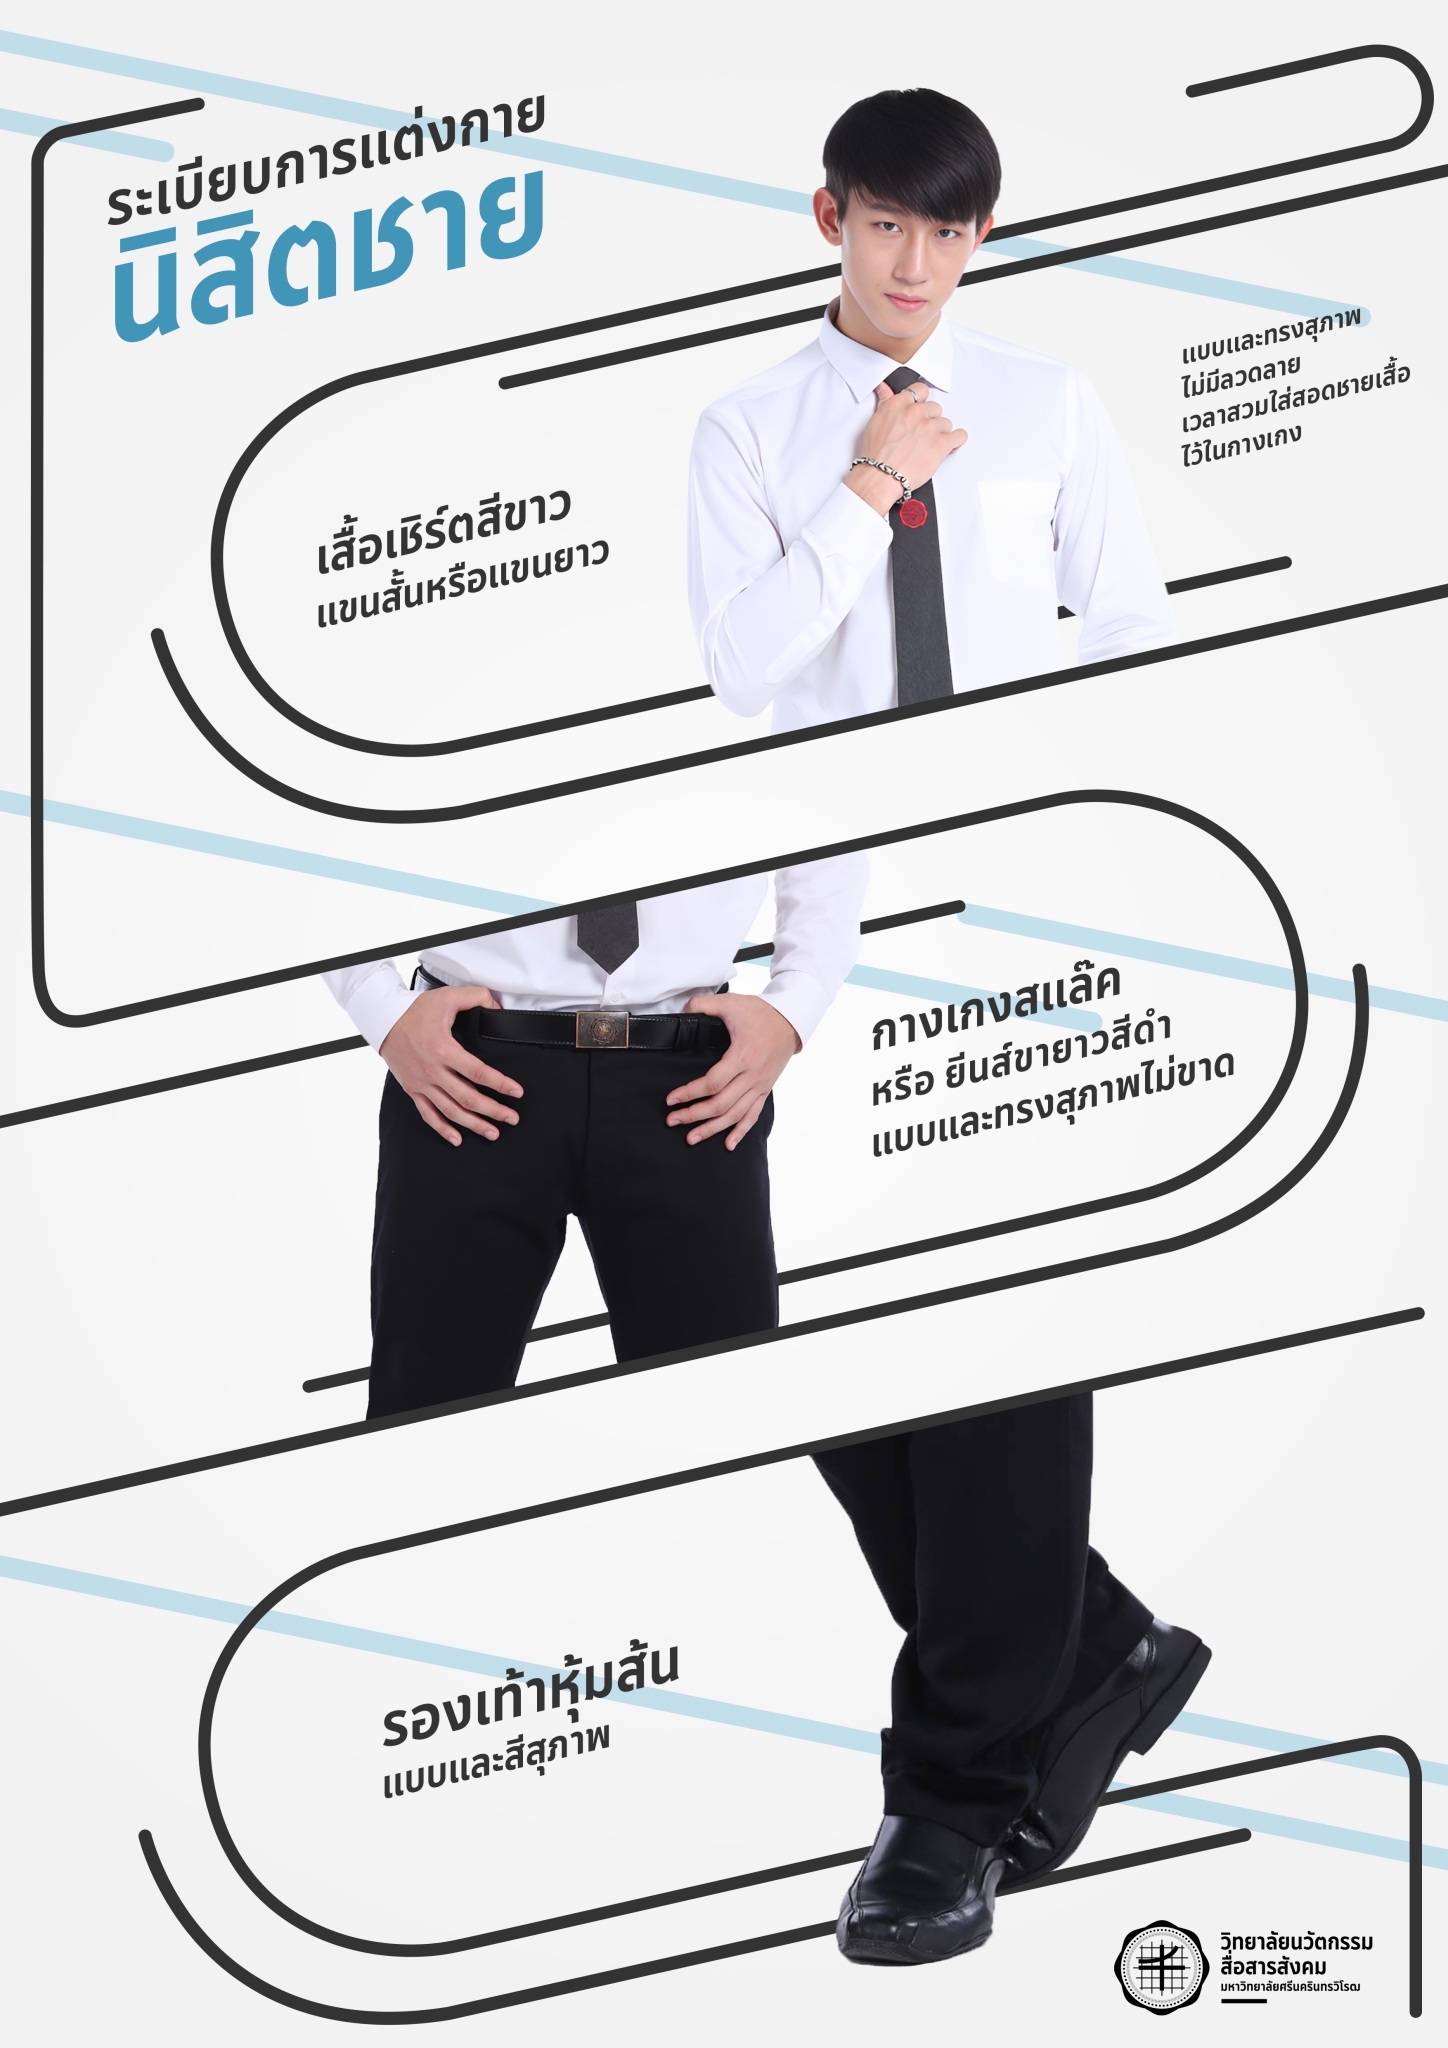 ระเบียบการแต่งกาย
นิสิตชาย
แบบและทรงสุภาพ
ไม่มีลวดลาย
เวลาสวมใส่สอดชายเสื้อ
ไว้ในกางเกง
เสื้อเชิร์ตสีขาว
แขนสั้นหรือแขนยาว
กางเกงสแล๊ค
หรือ ยีนส์ขายาวสีดำ
แบบและทรงสุภาพไม่ขาด
รองเท้าหุ้มส้น
แบบและสีสุภาพ
วิทยาลัยนวัตกรรม
สื่อสารสังคม
มหาวิทยาลัยศรีนครินทรวิโรฒ